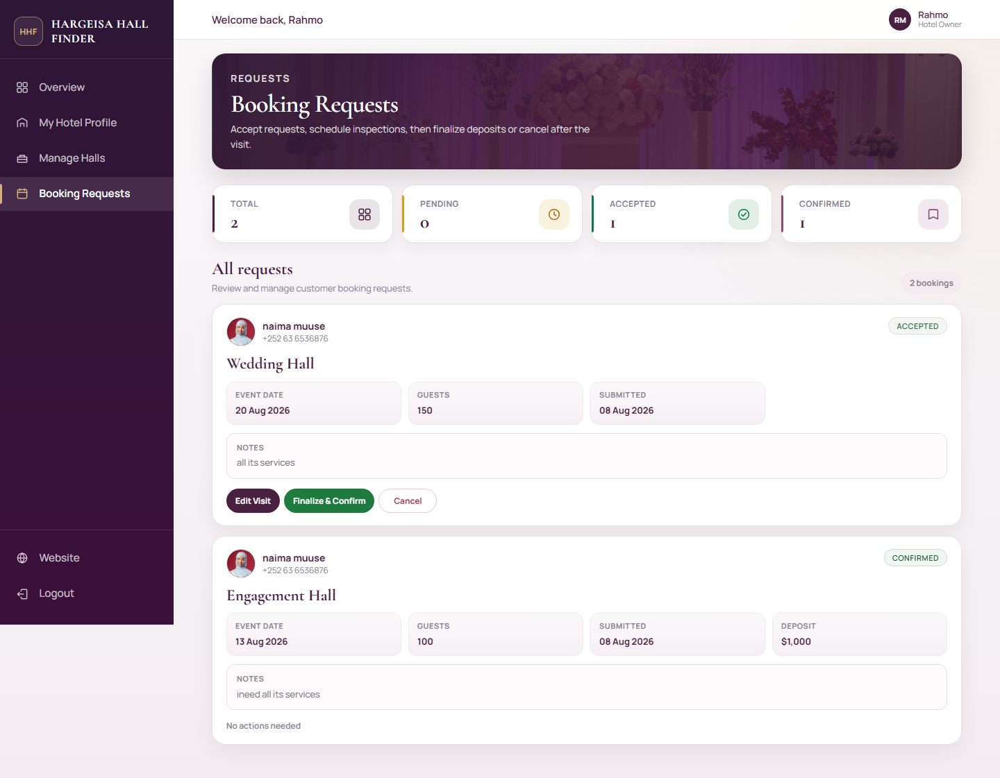 HHF
HARGEISA HALL
FINDER
Overview
My Hotel Profile
Manage Halls
Booking Requests
Website
Logout
Welcome back, Rahmo
RM
Rahmo
Hotel Owner
REQUESTS
Booking Requests
Accept requests, schedule inspections, then finalize deposits or cancel after the
visit.
TOTAL
2
PENDING
0
ACCEPTED
1
CONFIRMED
1
All requests
Review and manage customer booking requests.
2 bookings
naima muuse
+252 63 6536876
ACCEPTED
Wedding Hall
EVENT DATE
20 Aug 2026
GUESTS
150
SUBMITTED
08 Aug 2026
NOTES
all its services
Edit Visit
Finalize & Confirm
Cancel
naima muuse
+252 63 6536876
CONFIRMED
Engagement Hall
EVENT DATE
13 Aug 2026
GUESTS
100
SUBMITTED
08 Aug 2026
DEPOSIT
$1,000
NOTES
ineed all its services
No actions needed